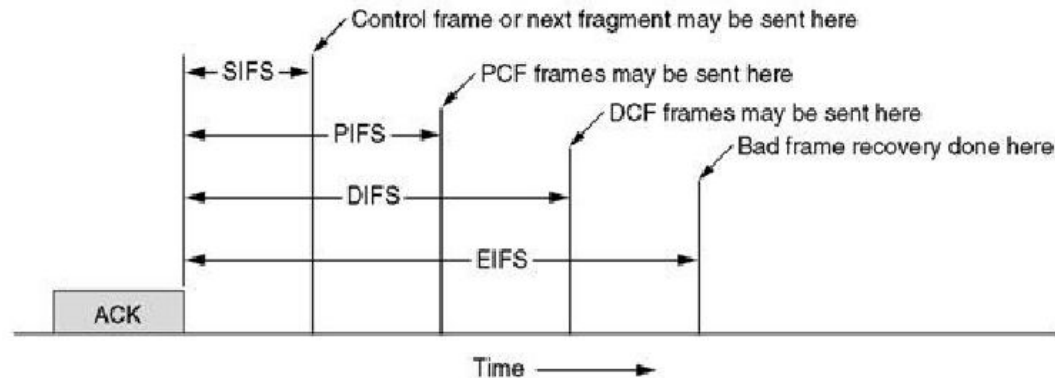 Control frame or next fragment may be sent here
SIFS
PCF frames may be sent here
PIFS
DCF frames may be sent here
Bad frame recovery done here
DIFS
EIFS
ACK
Time